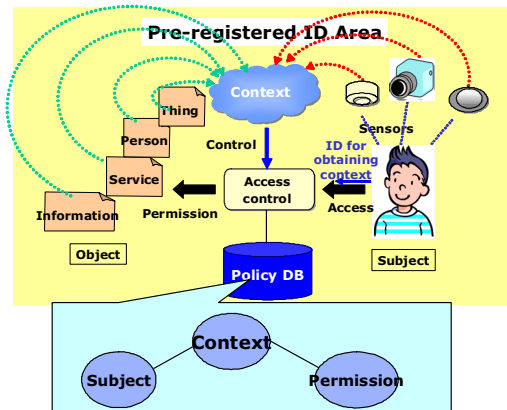 Pre-registered ID Area
Context
Thing
Person
Service
Information
Object
Control
Permission
Access
control
Policy DB
Sensors
ID for
obtaining
context
Access
Subject
Context
Subject
Permission